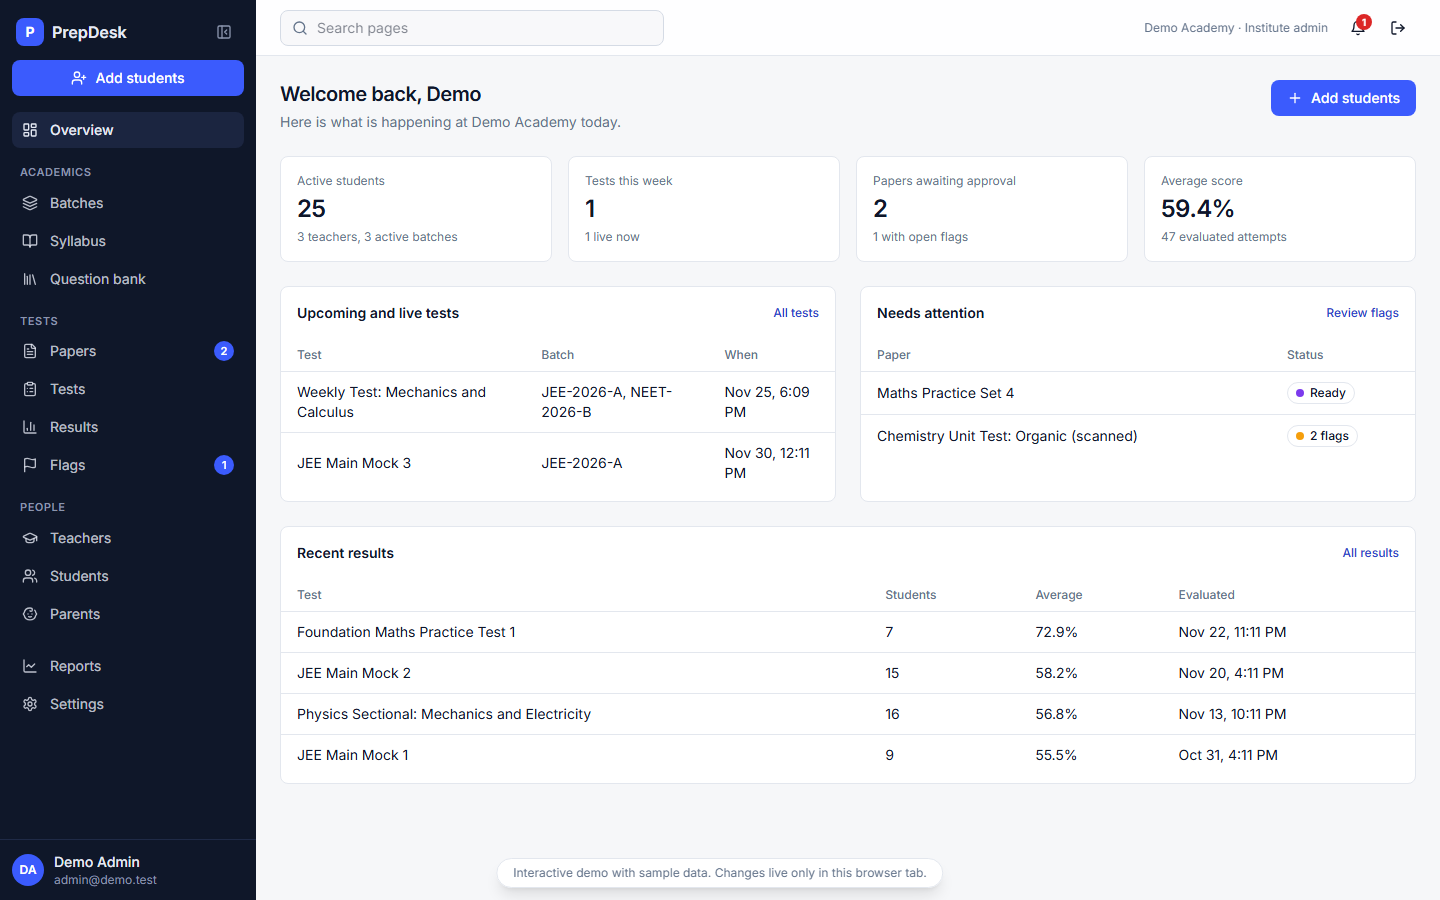 P PrepDesk
Add students
Overview
ACADEMICS
Batches
Syllabus
Question bank
TESTS
Papers 2
Tests
Results
Flags 1
PEOPLE
Teachers
Students
Parents
Reports
Settings
DA Demo Admin
admin@demo.test
Search pages
Demo Academy · Institute admin 1
Welcome back, Demo
Here is what is happening at Demo Academy today.
Add students
Active students
25
3 teachers, 3 active batches
Tests this week
1
1 live now
Papers awaiting approval
2
1 with open flags
Average score
59.4%
47 evaluated attempts
Upcoming and live tests All tests
Test Batch When
Weekly Test: Mechanics and Calculus JEE-2026-A, NEET-2026-B Nov 25, 6:09 PM
JEE Main Mock 3 JEE-2026-A Nov 30, 12:11 PM
Needs attention Review flags
Paper Status
Maths Practice Set 4 Ready
Chemistry Unit Test: Organic (scanned) 2 flags
Recent results All results
Test Students Average Evaluated
Foundation Maths Practice Test 1 7 72.9% Nov 22, 11:11 PM
JEE Main Mock 2 15 58.2% Nov 20, 4:11 PM
Physics Sectional: Mechanics and Electricity 16 56.8% Nov 13, 10:11 PM
JEE Main Mock 1 9 55.5% Oct 31, 4:11 PM
Interactive demo with sample data. Changes live only in this browser tab.